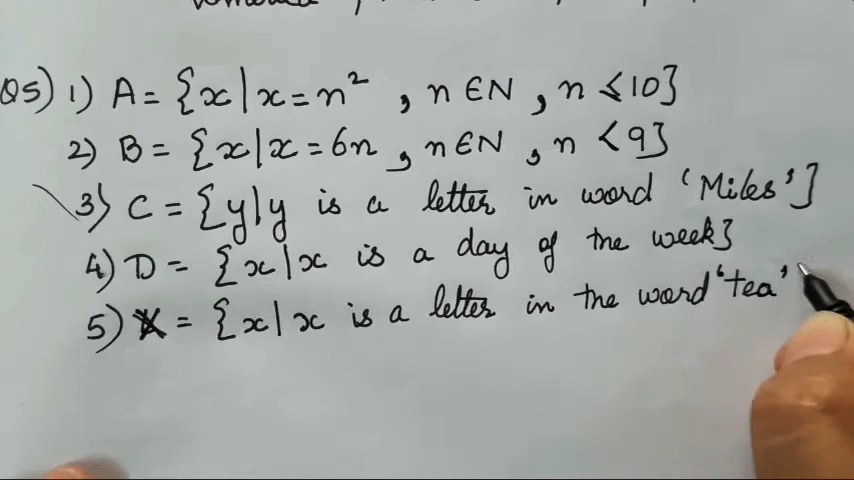 Q5) 1) A = {x|x = n², n ∈ N, n ≤ 10}
2) B = {x|x = 6n, n ∈ N, n < 9}
3) C = {y|y is a letter in word 'Miles'}
4) D = {x|x is a day of the week}
5) X = {x|x is a letter in the word 'tea'